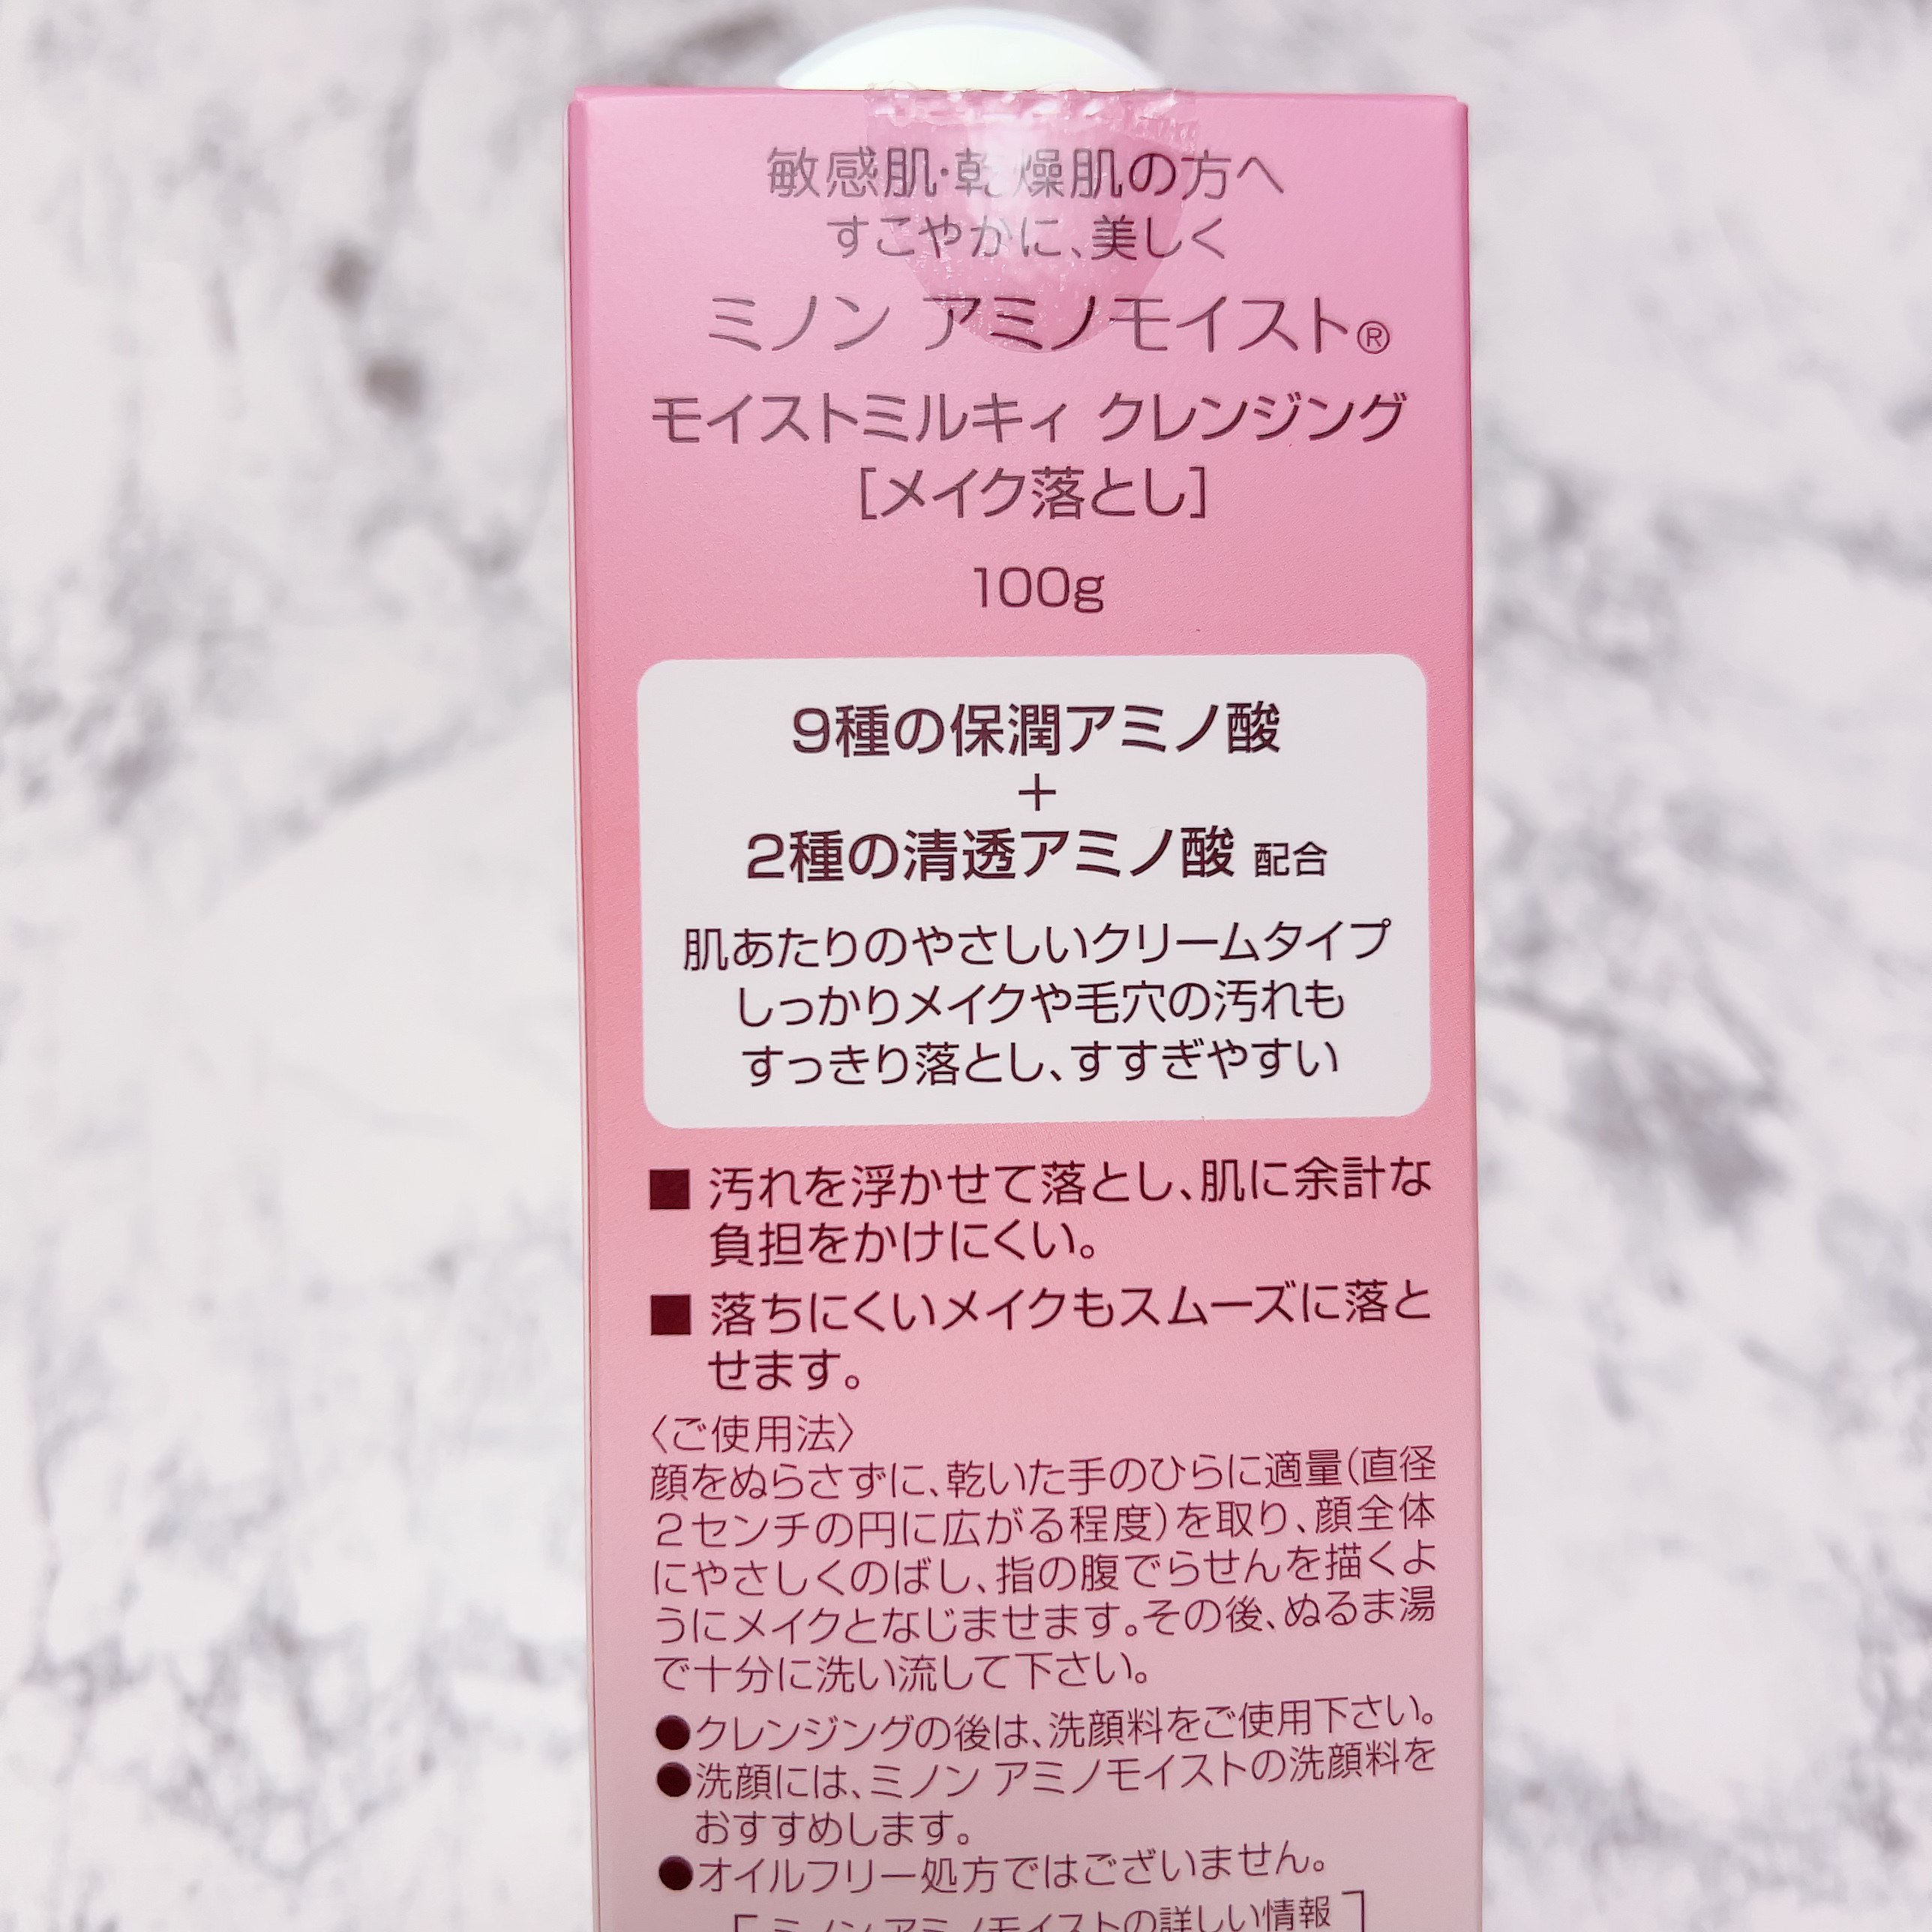 敏感肌・乾燥肌の方へ
すこやかに、美しく
ミノン アミノモイスト®
モイストミルキィ クレンジング
[メイク落とし]
100g
9種の保潤アミノ酸
+
2種の清透アミノ酸 配合
肌あたりのやさしいクリームタイプ
しっかりメイクや毛穴の汚れも
すっきり落とし、すすぎやすい
■ 汚れを浮かせて落とし、肌に余計な
負担をかけにくい。
■ 落ちにくいメイクもスムーズに落と
せます。
〈ご使用法〉
顔をぬらさずに、乾いた手のひらに適量(直径
2センチの円に広がる程度)を取り、顔全体
にやさしくのばし、指の腹でらせんを描くよ
うにメイクとなじませます。その後、ぬるま湯
で十分に洗い流して下さい。
●クレンジングの後は、洗顔料をご使用下さい。
●洗顔には、ミノン アミノモイストの洗顔料を
おすすめします。
●オイルフリー処方ではございません。
[ミノン アミノモイストの詳しい情報]